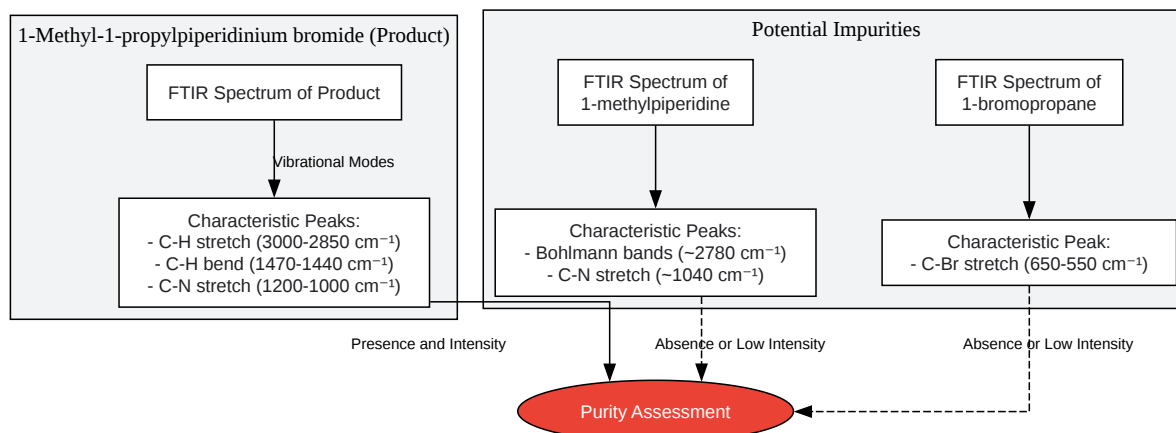 1-Methyl-1-propylpiperidinium bromide (Product)
FTIR Spectrum of Product
Vibrational Modes
Characteristic Peaks:
- C-H stretch (3000-2850 cm⁻¹)
- C-H bend (1470-1440 cm⁻¹)
- C-N stretch (1200-1000 cm⁻¹)
Potential Impurities
FTIR Spectrum of
1-methylpiperidine
FTIR Spectrum of
1-bromopropane
Characteristic Peaks:
- Bohlmann bands (~2780 cm⁻¹)
- C-N stretch (~1040 cm⁻¹)
Characteristic Peak:
- C-Br stretch (650-550 cm⁻¹)
Presence and Intensity
Absence or Low Intensity
Absence or Low Intensity
Purity Assessment